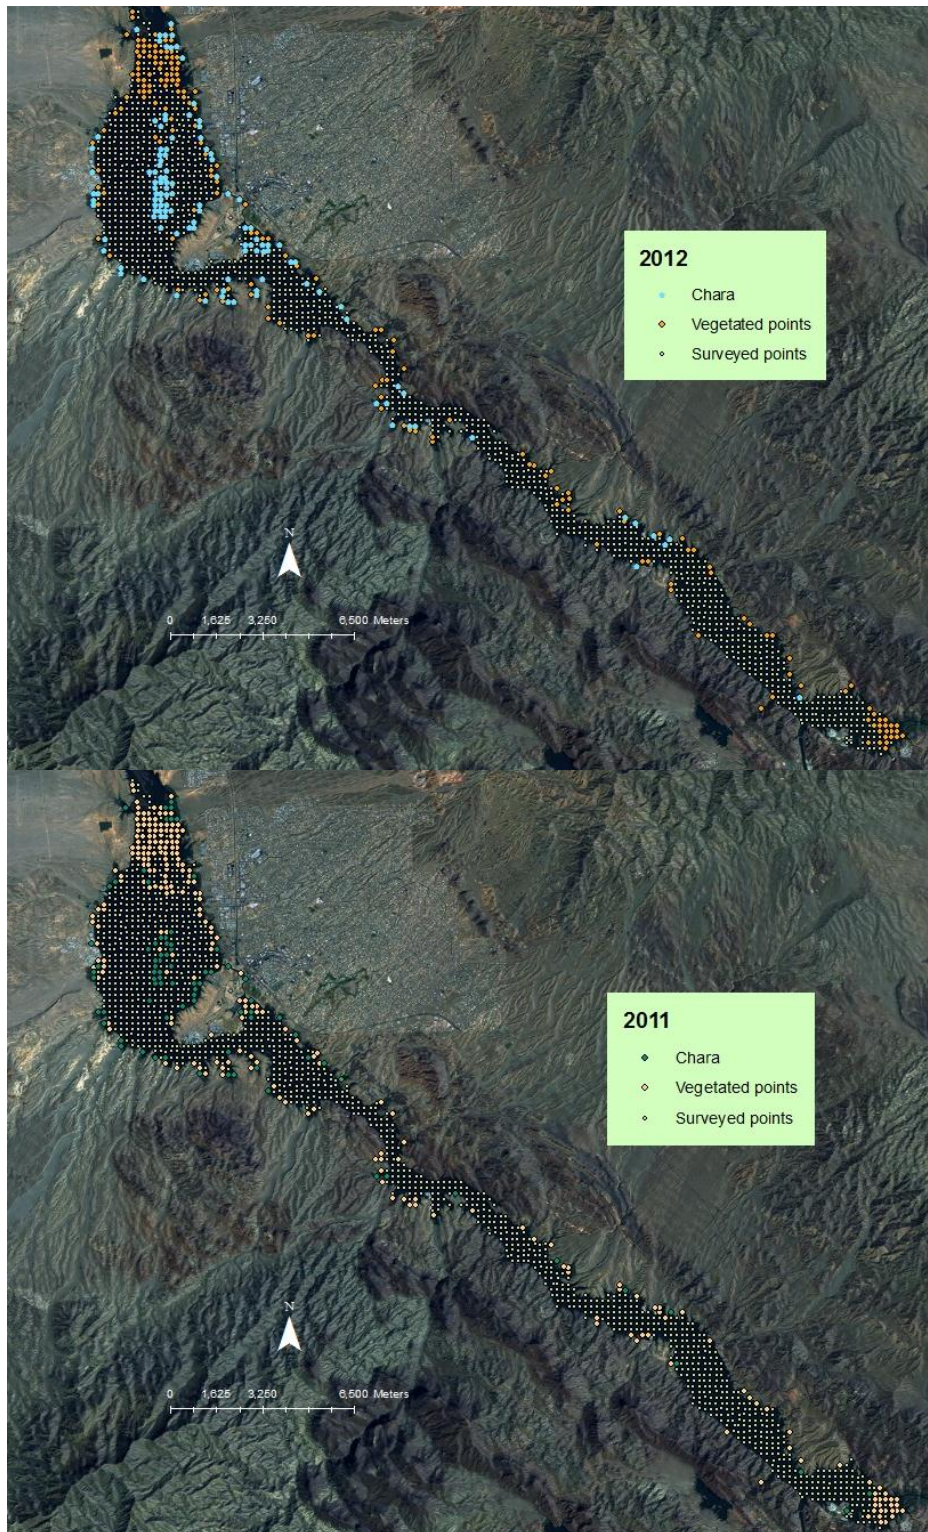 2012
Chara
Vegetated points
Surveyed points
N
0 1,625 3,250 6,500 Meters
2011
Chara
Vegetated points
Surveyed points
N
0 1,625 3,250 6,500 Meters